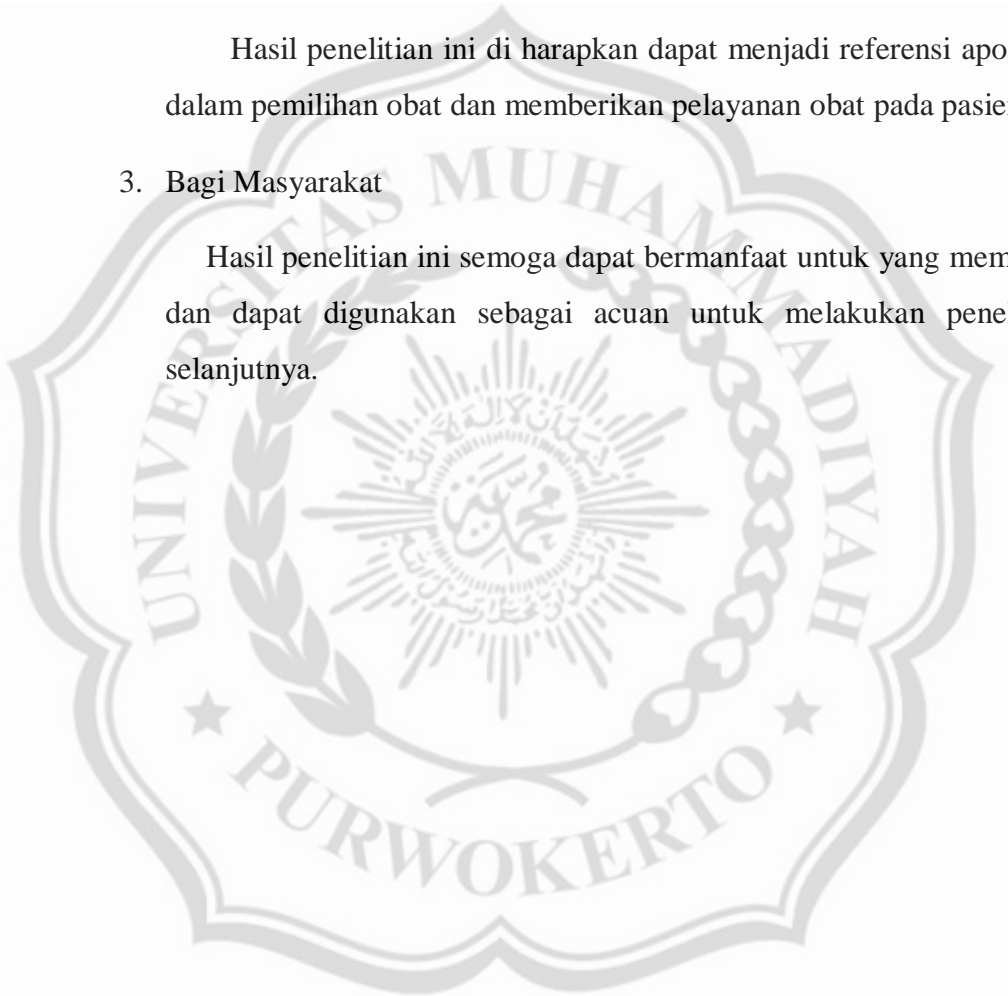 Hasil penelitian ini di harapkan dapat menjadi referensi apo
dalam pemilihan obat dan memberikan pelayanan obat pada pasie
3. Bagi Masyarakat
Hasil penelitian ini semoga dapat bermanfaat untuk yang mem
dan dapat digunakan sebagai acuan untuk melakukan pene
selanjutnya.
UNIVERSITAS MUHAMMADIYAH
PURWOKERTO